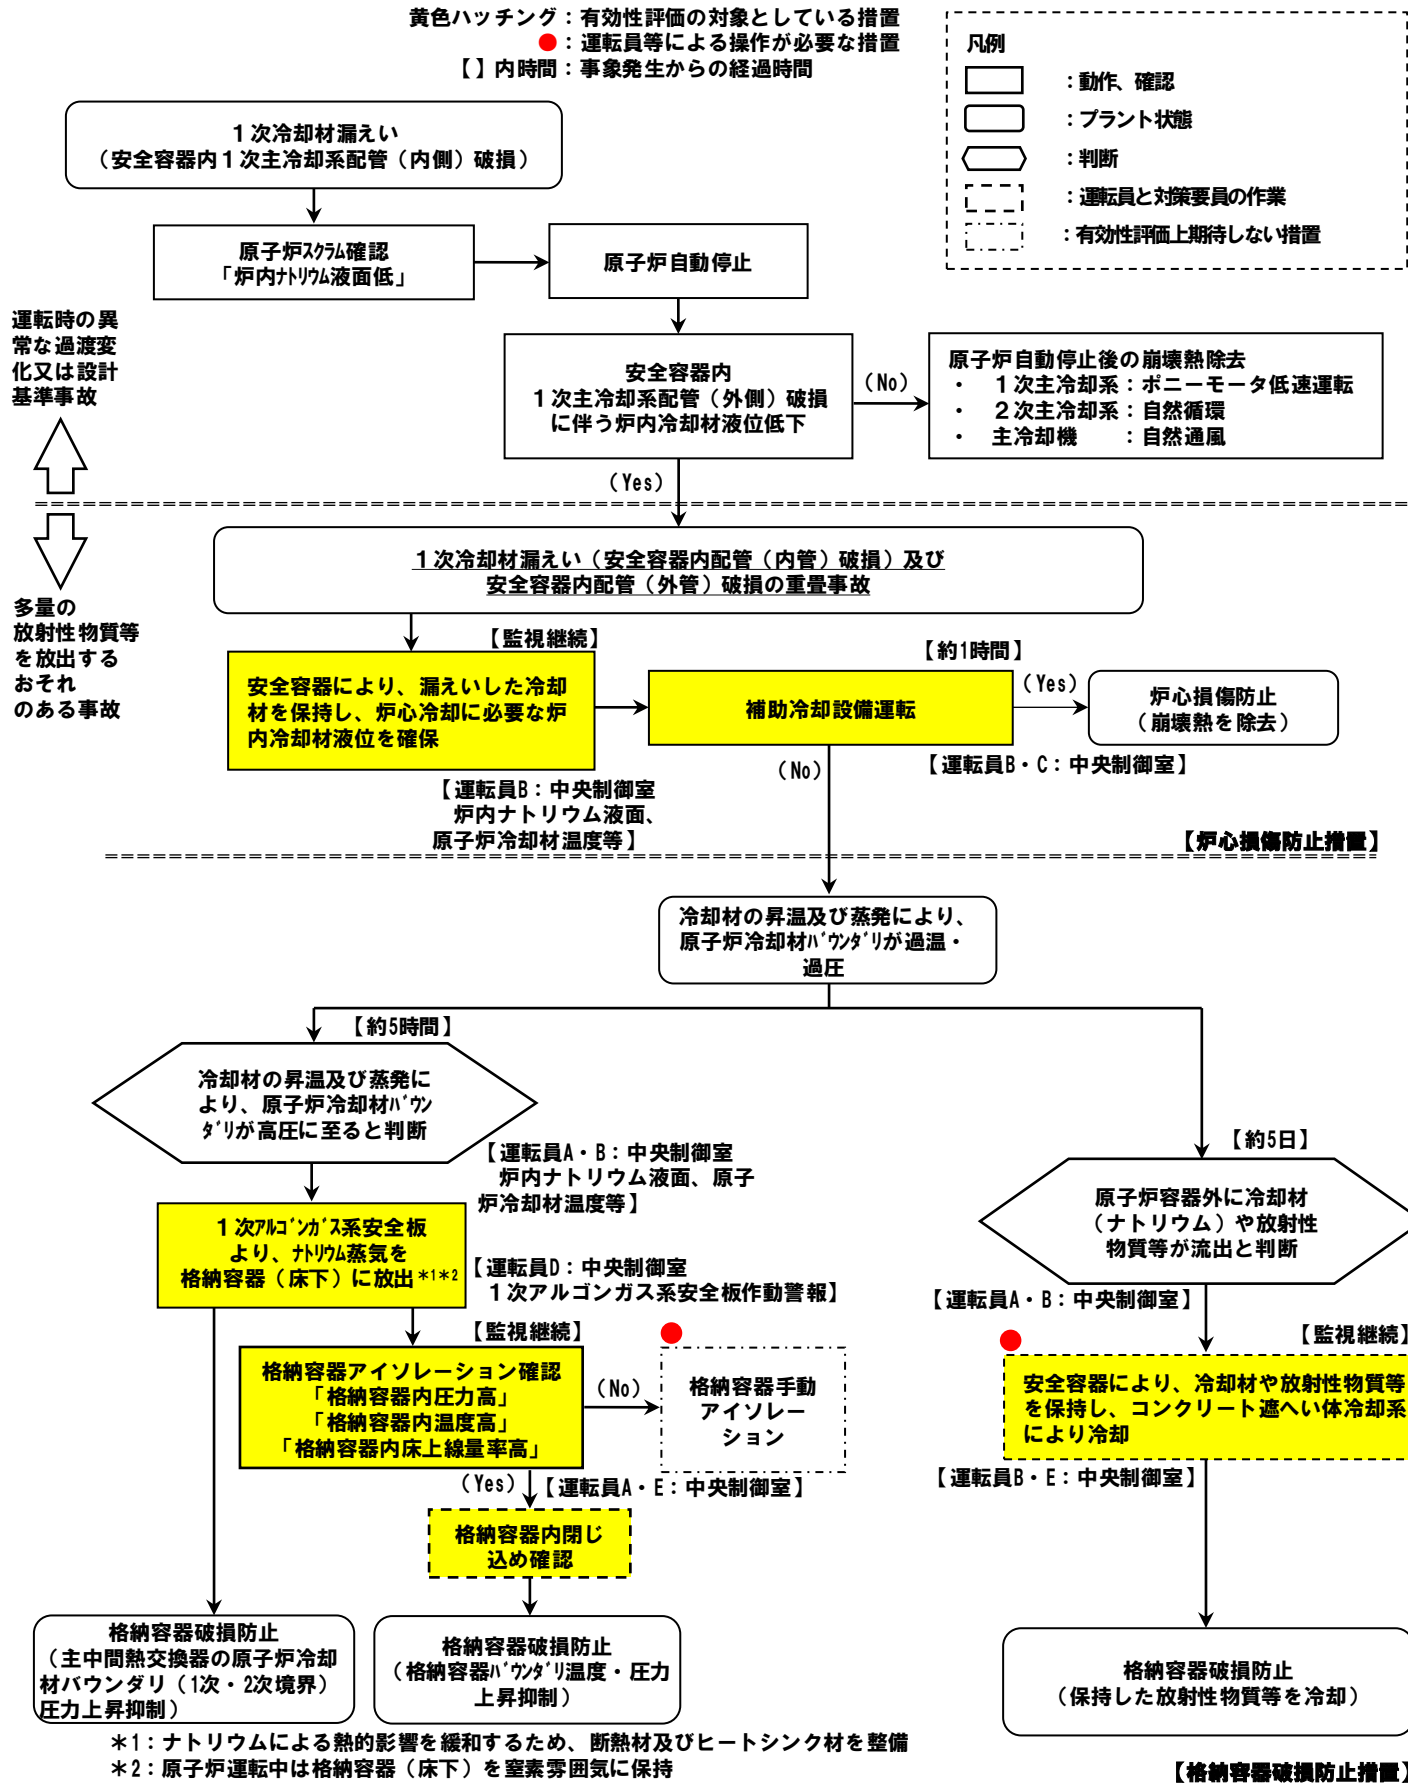 黄色ハッチング：有効性評価の対象としている措置
●：運転員等による操作が必要な措置
【】内時間：事象発生からの経過時間
凡例
：動作、確認
：プラント状態
：判断
：運転員と対策要員の作業
：有効性評価上期待しない措置
１次冷却材漏えい
（安全容器内１次主冷却系配管（内側）破損）
原子炉ｽｸﾗﾑ確認
「炉内ﾅﾄﾘｳﾑ液面低」
原子炉自動停止
運転時の異
常な過渡変
化又は設計
基準事故
安全容器内
１次主冷却系配管（外側）破損
に伴う炉内冷却材液位低下
（No）
原子炉自動停止後の崩壊熱除去
・　１次主冷却系：ポニーモータ低速運転
・　２次主冷却系：自然循環
・　主冷却機　　：自然通風
（Yes）
多量の
放射性物質等
を放出する
おそれ
のある事故
１次冷却材漏えい（安全容器内配管（内管）破損）及び
安全容器内配管（外管）破損の重畳事故
【監視継続】
安全容器により、漏えいした冷却
材を保持し、炉心冷却に必要な炉
内冷却材液位を確保
【運転員B：中央制御室
炉内ナトリウム液面、
原子炉冷却材温度等】
【約1時間】
補助冷却設備運転
（Yes）
炉心損傷防止
（崩壊熱を除去）
（No）
【運転員B・C：中央制御室】
【炉心損傷防止措置】
冷却材の昇温及び蒸発により、
原子炉冷却材ﾊﾞｳﾝﾀﾞﾘが過温・
過圧
【約5時間】
冷却材の昇温及び蒸発に
より、原子炉冷却材ﾊﾞｳﾝ
ﾀﾞﾘが高圧に至ると判断
【運転員A・B：中央制御室
炉内ナトリウム液面、原子
炉冷却材温度等】
１次ｱﾙｺﾞﾝｶﾞｽ系安全板
より、ﾅﾄﾘｳﾑ蒸気を
格納容器（床下）に放出＊1＊2
【運転員D：中央制御室
１次アルゴンガス系安全板作動警報】
【監視継続】
格納容器アイソレーション確認
「格納容器内圧力高」
「格納容器内温度高」
「格納容器内床上線量率高」
（No）
格納容器手動
アイソレー
ション
（Yes）
【運転員A・E：中央制御室】
格納容器内閉じ
込め確認
【約5日】
原子炉容器外に冷却材
（ナトリウム）や放射性
物質等が流出と判断
【運転員A・B：中央制御室】
【監視継続】
安全容器により、冷却材や放射性物質等
を保持し、コンクリート遮へい体冷却系
により冷却
【運転員B・E：中央制御室】
格納容器破損防止
（主中間熱交換器の原子炉冷却
材バウンダリ（1次・2次境界）
圧力上昇抑制）
格納容器破損防止
（格納容器ﾊﾞｳﾝﾀﾞﾘ温度・圧力
上昇抑制）
格納容器破損防止
（保持した放射性物質等を冷却）
＊1：ナトリウムによる熱的影響を緩和するため、断熱材及びヒートシンク材を整備
＊2：原子炉運転中は格納容器（床下）を窒素雰囲気に保持
【格納容器破損防止措置】